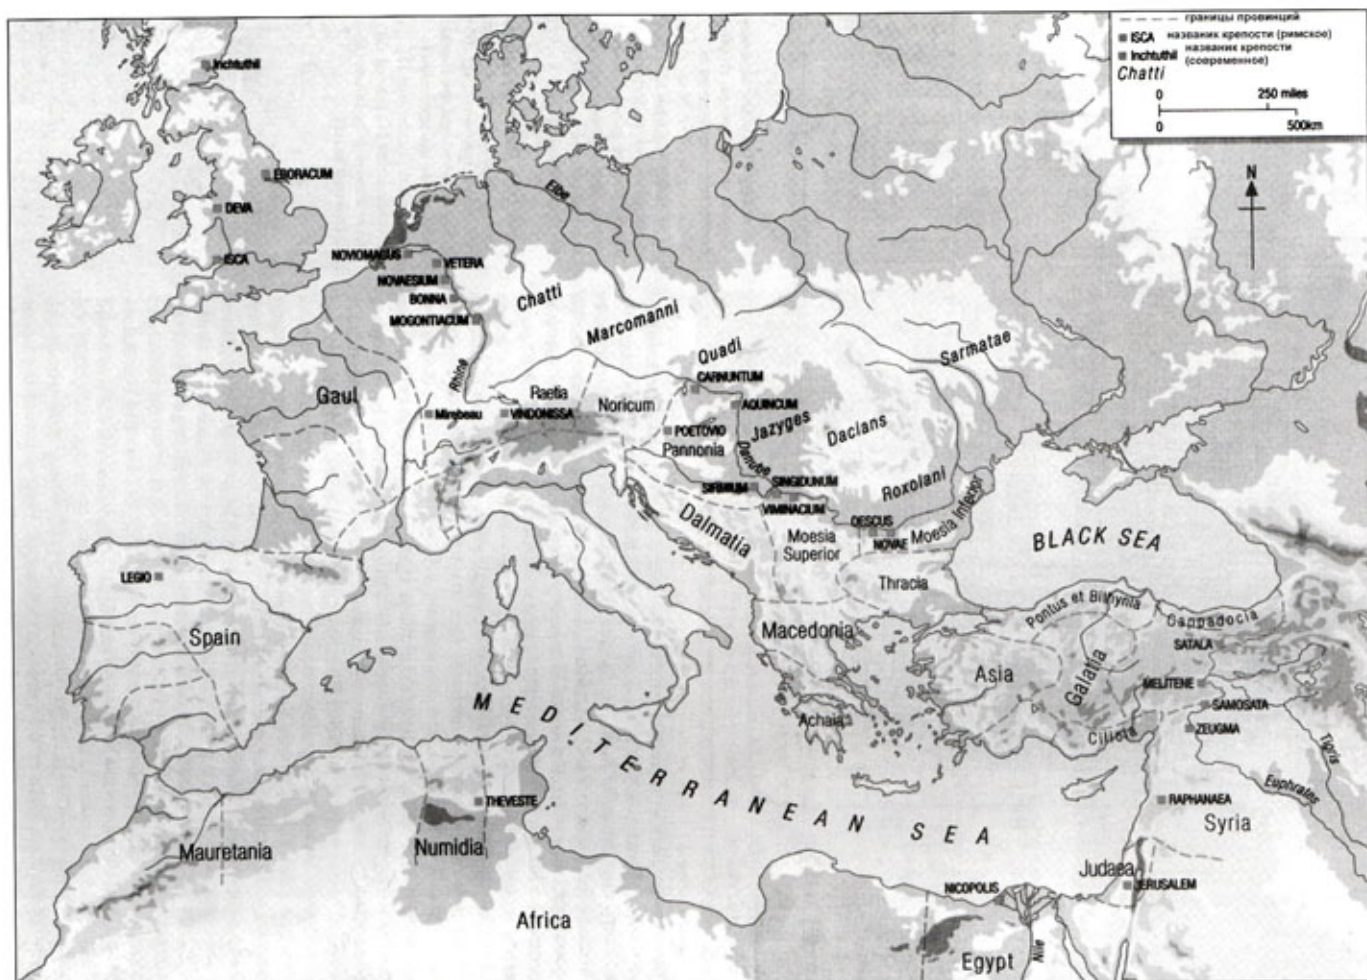 границы провинций
ISCA названик крепости (римское)
Inchtuthil названик крепости
(современное)
Chatti
0 250 miles
0 500km
N
Inchtuthil
EBORACUM
DEVA
ISCA
Elbe
NOVIOMAGUS
VETERA
NOVAESIUM
BONNA
MOGONTIACUM
Chatti
Marcomanni
Quadi
Sarmatae
Rhine
Gaul
Mirebeau
VINDONISSA
Raetia
Noricum
CARNUNTUM
AQUINCUM
POETOVIO
Pannonia
Jazyges
Danube
Dacians
SIRMIUM
SINGIDUNUM
VIMINACIUM
Roxolani
Dalmatia
Moesia
Superior
OESCUS
NOVAE
Moesia Inferior
BLACK SEA
Thracia
LEGIO
Spain
Macedonia
Pontus et Bithynia
Cappadocia
SATALA
Asia
Galatia
MELITENE
SAMOSATA
Achaia
Cilicia
ZEUGMA
Tigris
Euphrates
MEDITERRANEAN SEA
THEVESTE
RAPHANAEA
Syria
Mauretania
Numidia
Judaea
JERUSALEM
NICOPOLIS
Africa
Egypt
Nile